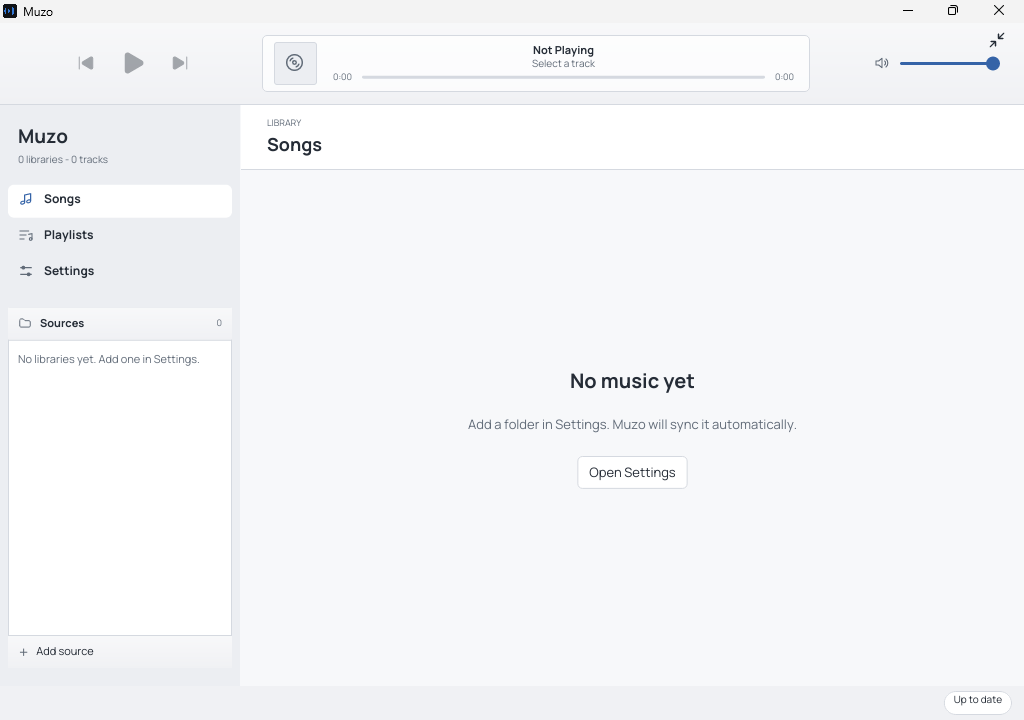 Muzo
Not Playing
Select a track
0:00
0:00
Muzo
0 libraries - 0 tracks
Songs
Playlists
Settings
Sources
0
No libraries yet. Add one in Settings.
Add source
LIBRARY
Songs
No music yet
Add a folder in Settings. Muzo will sync it automatically.
Open Settings
Up to date